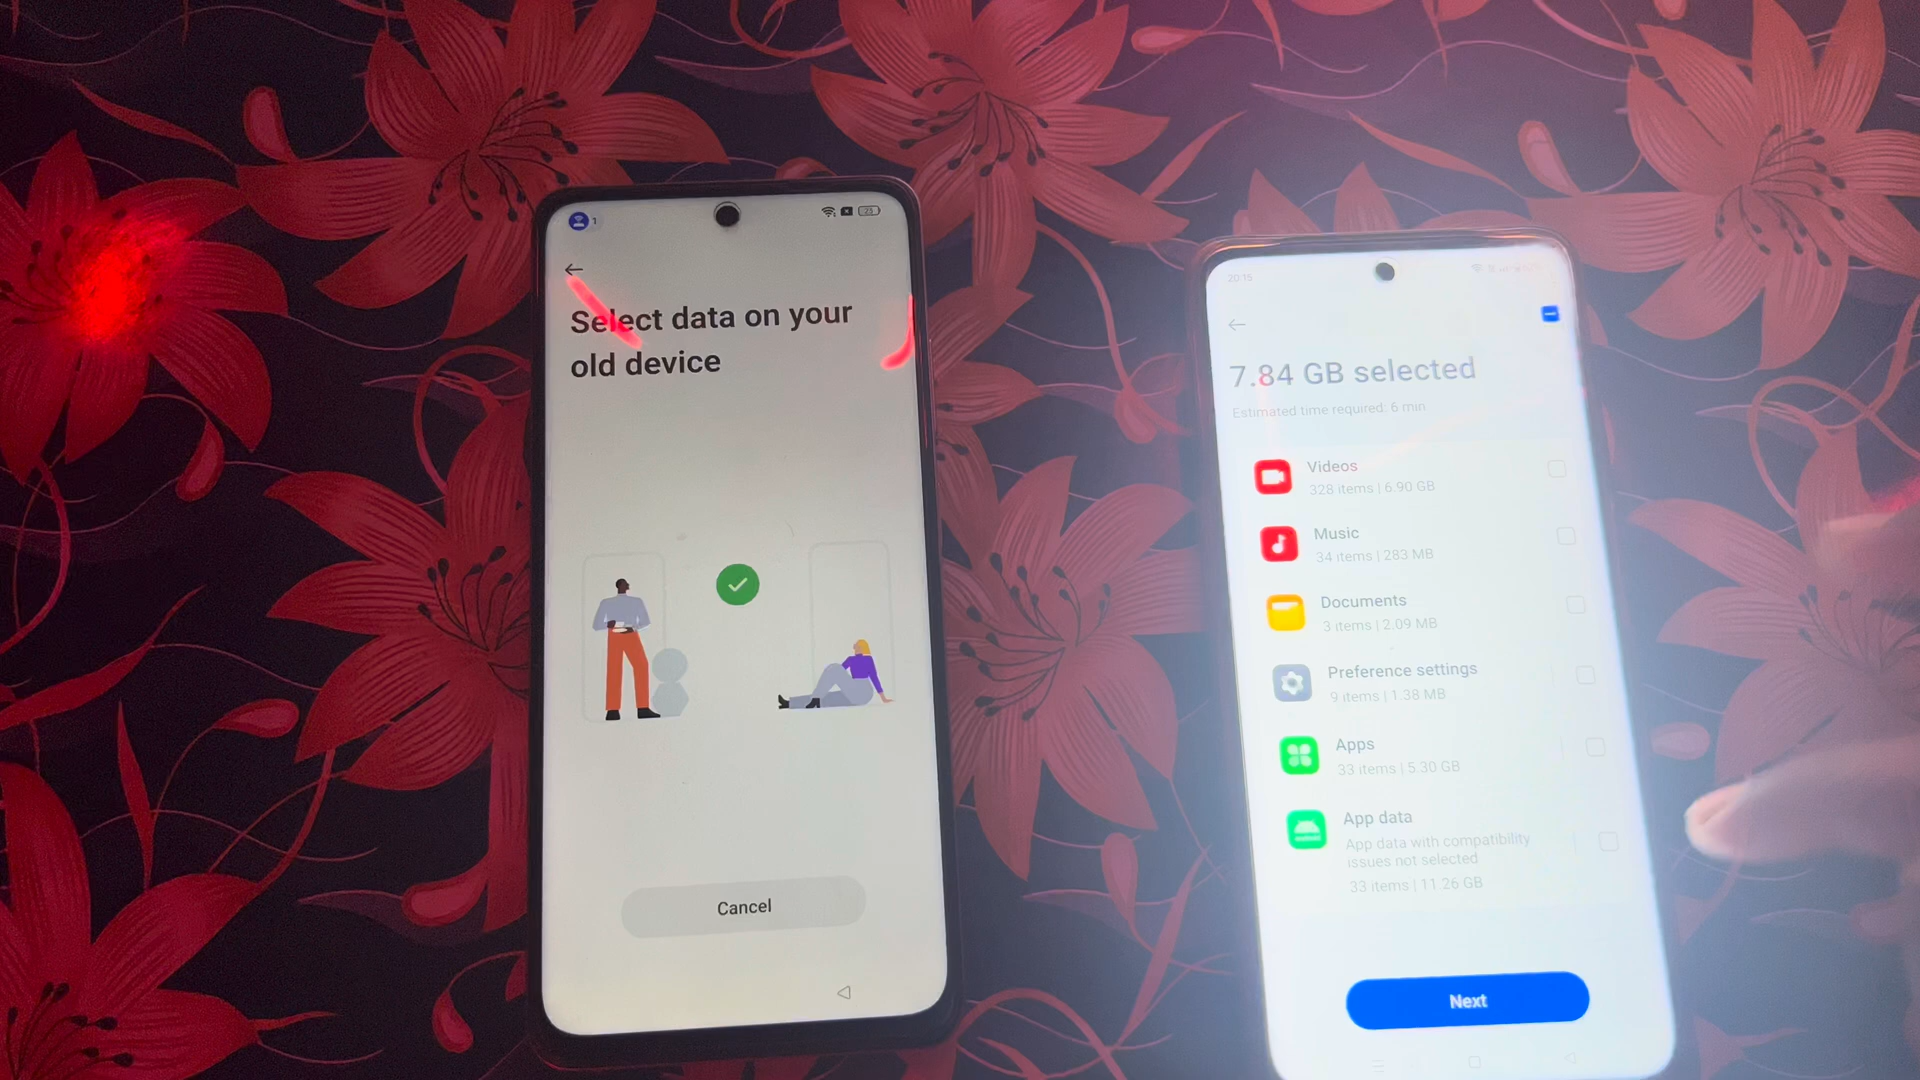 1
23
Select data on your
old device
Cancel
20:15
7.84 GB selected
Estimated time required: 6 min
Videos
328 items | 6.90 GB
Music
34 items | 283 MB
Documents
3 items | 2.09 MB
Preference settings
9 items | 1.38 MB
Apps
33 items | 5.30 GB
App data
App data with compatibility
issues not selected
33 items | 11.26 GB
Next